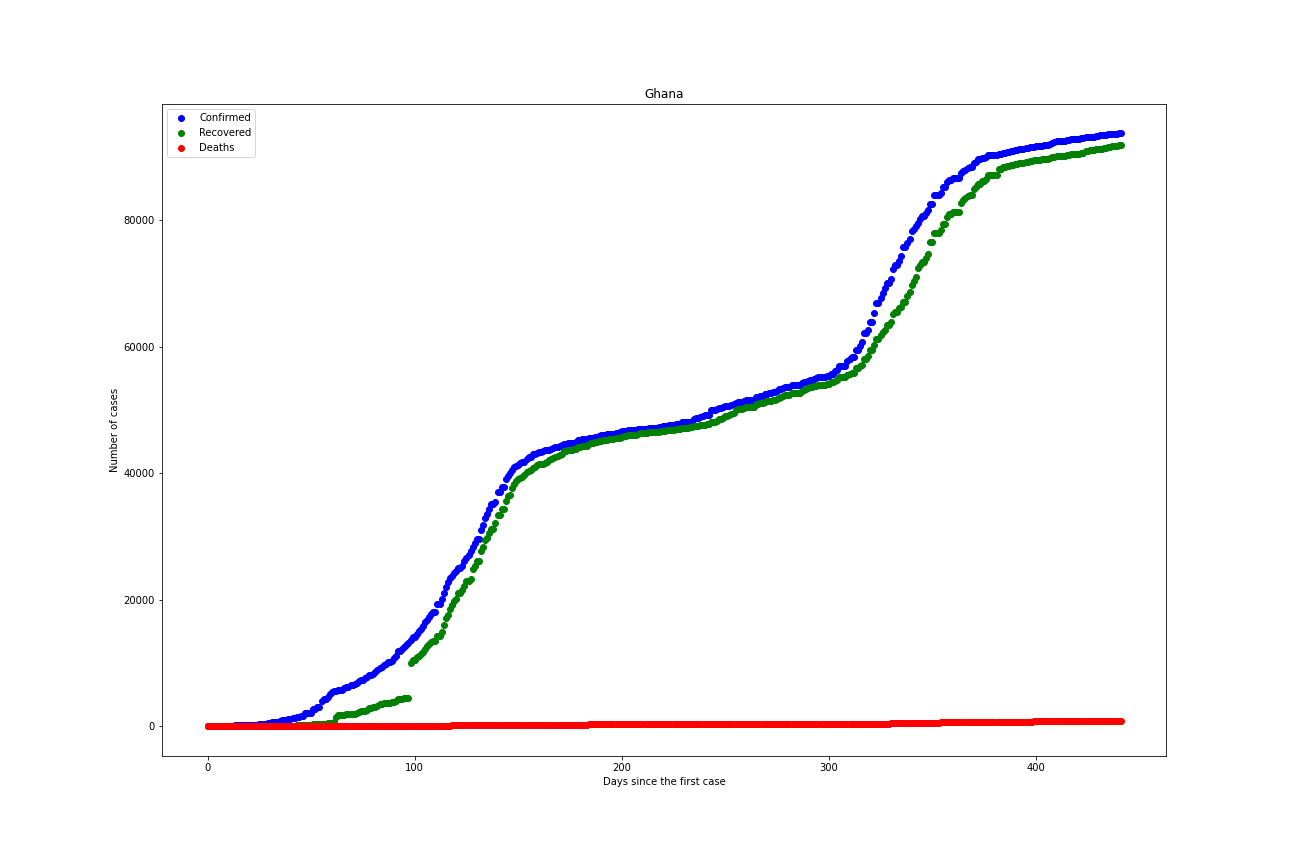 Ghana
Confirmed
Recovered
Deaths
80000
60000
40000
20000
0
Number of cases
0 100 200 300 400
Days since the first case